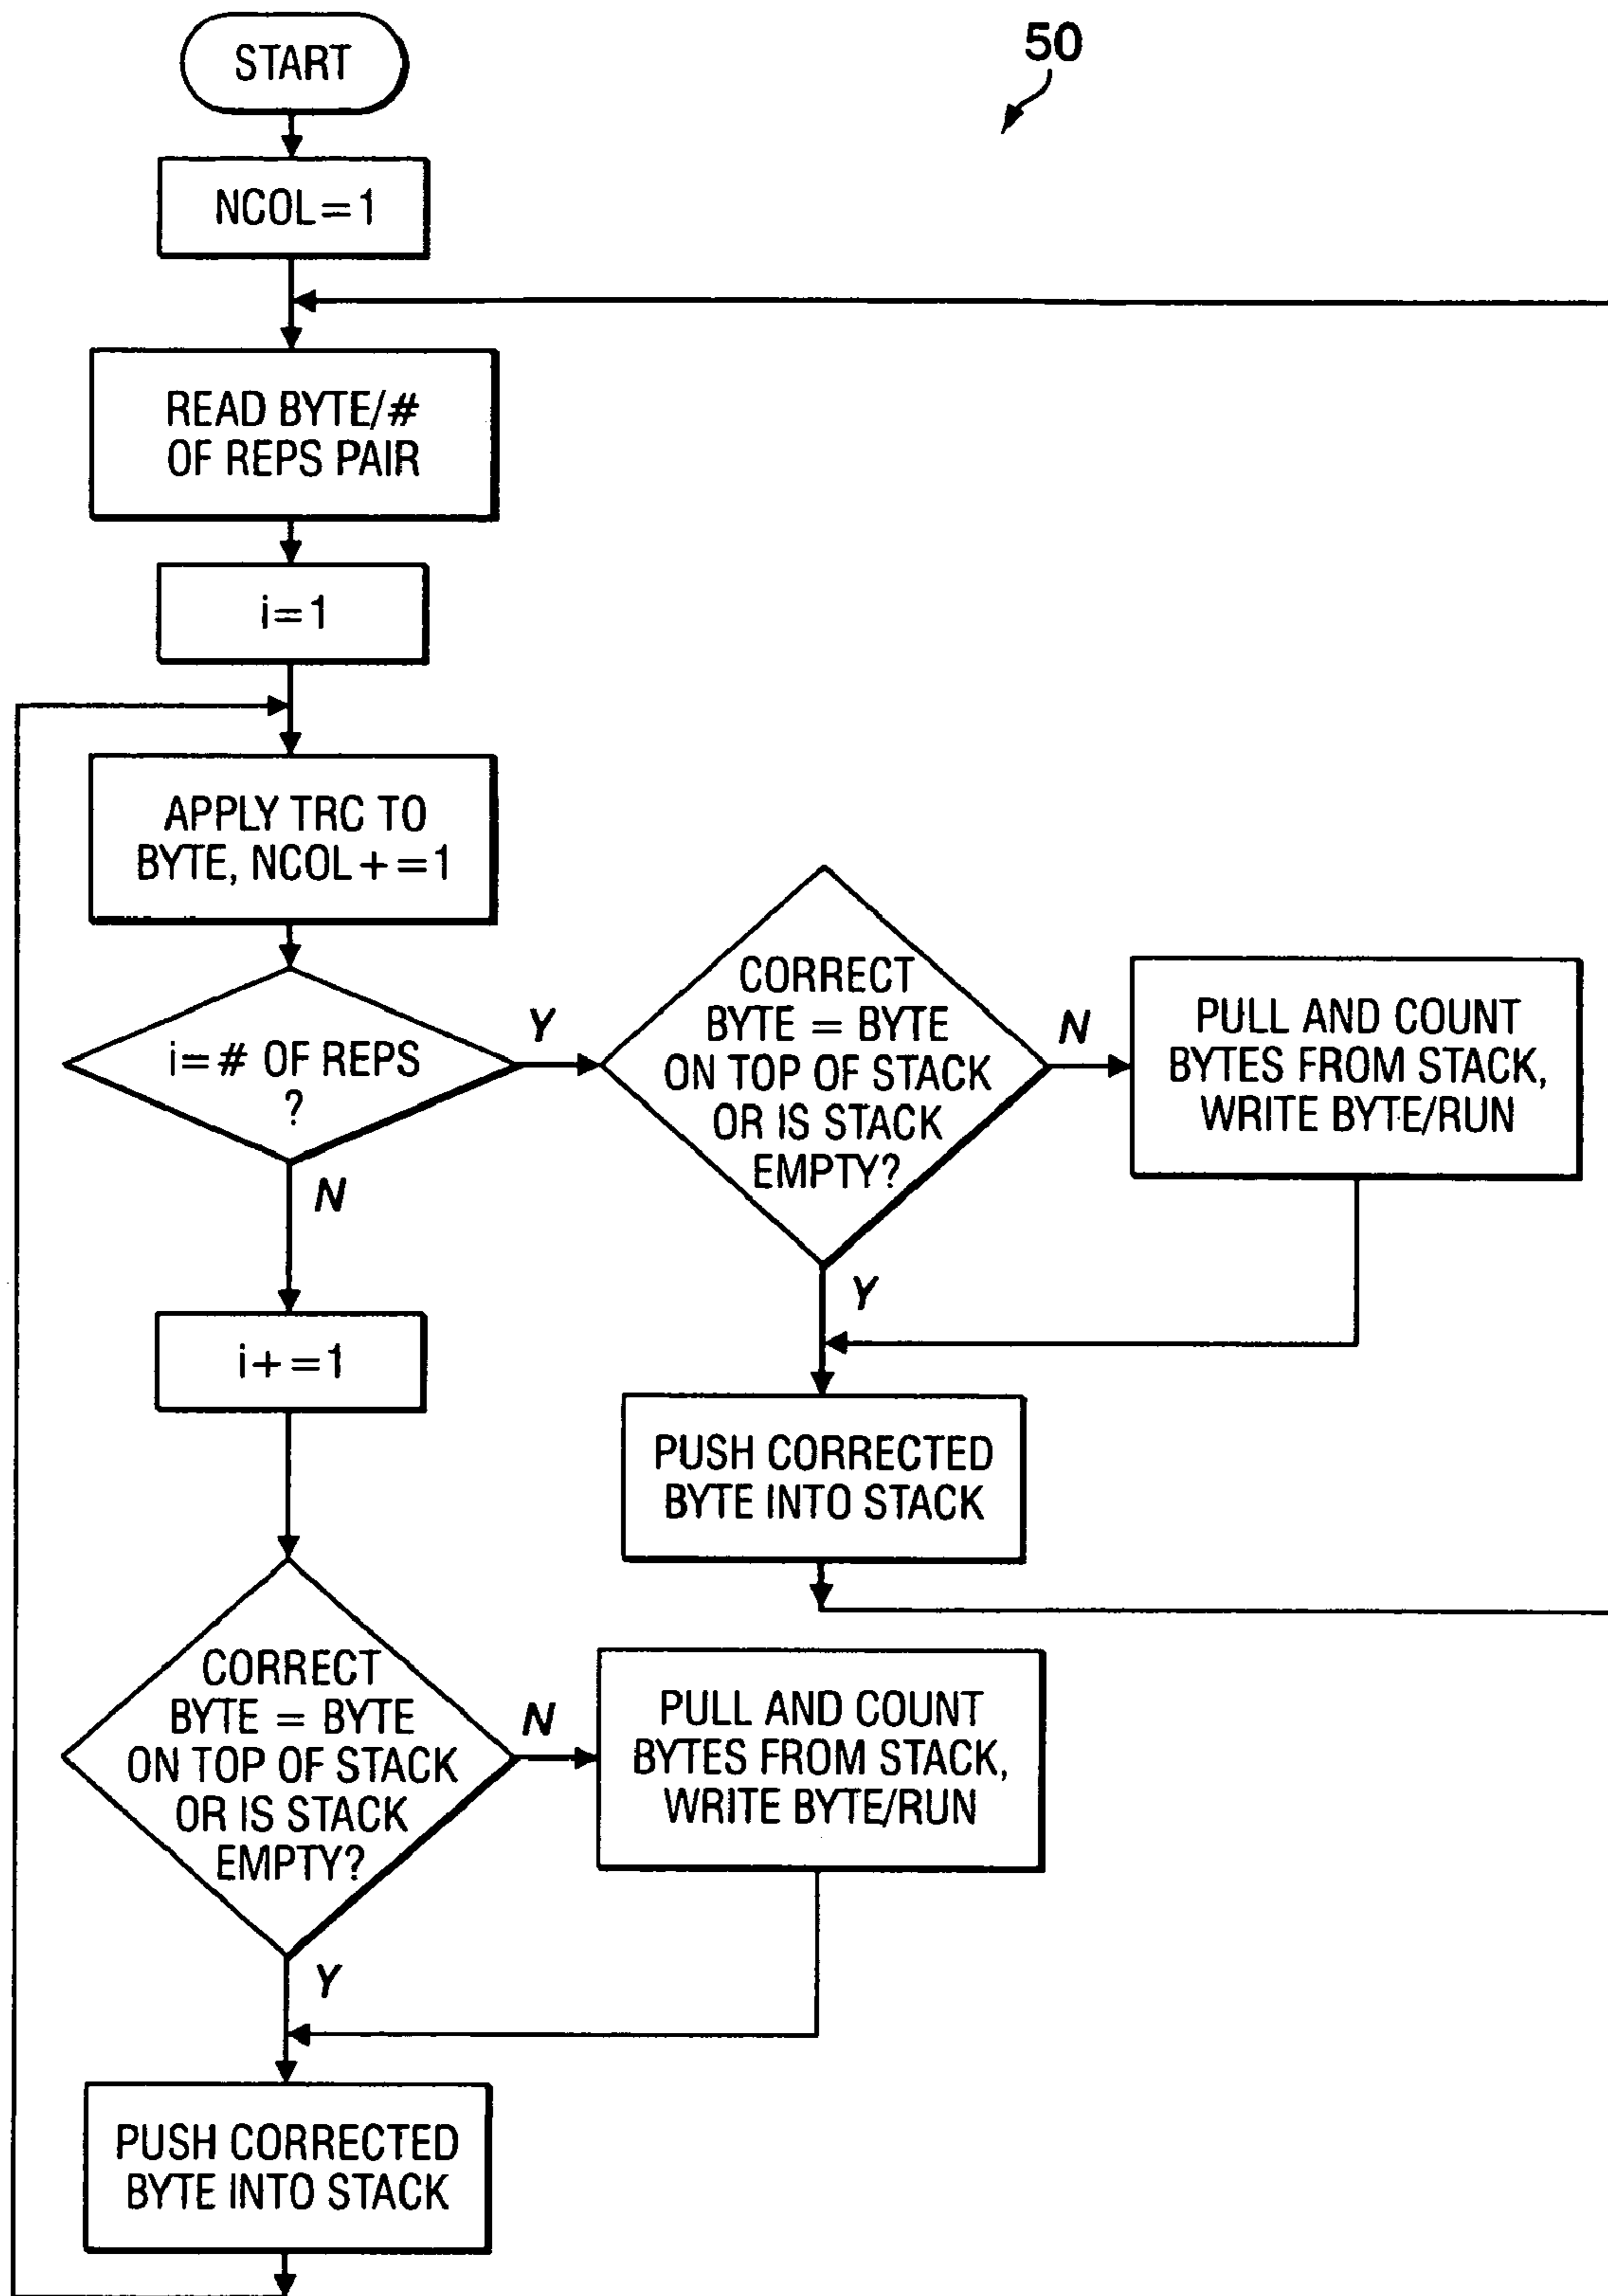 START
50
NCOL=1
READ BYTE/#
OF REPS PAIR
i=1
APPLY TRC TO
BYTE, NCOL+=1
i=# OF REPS
?
Y
CORRECT
BYTE = BYTE
ON TOP OF STACK
OR IS STACK
EMPTY?
N
PULL AND COUNT
BYTES FROM STACK,
WRITE BYTE/RUN
N
Y
i+=1
PUSH CORRECTED
BYTE INTO STACK
CORRECT
BYTE = BYTE
ON TOP OF STACK
OR IS STACK
EMPTY?
N
PULL AND COUNT
BYTES FROM STACK,
WRITE BYTE/RUN
Y
PUSH CORRECTED
BYTE INTO STACK